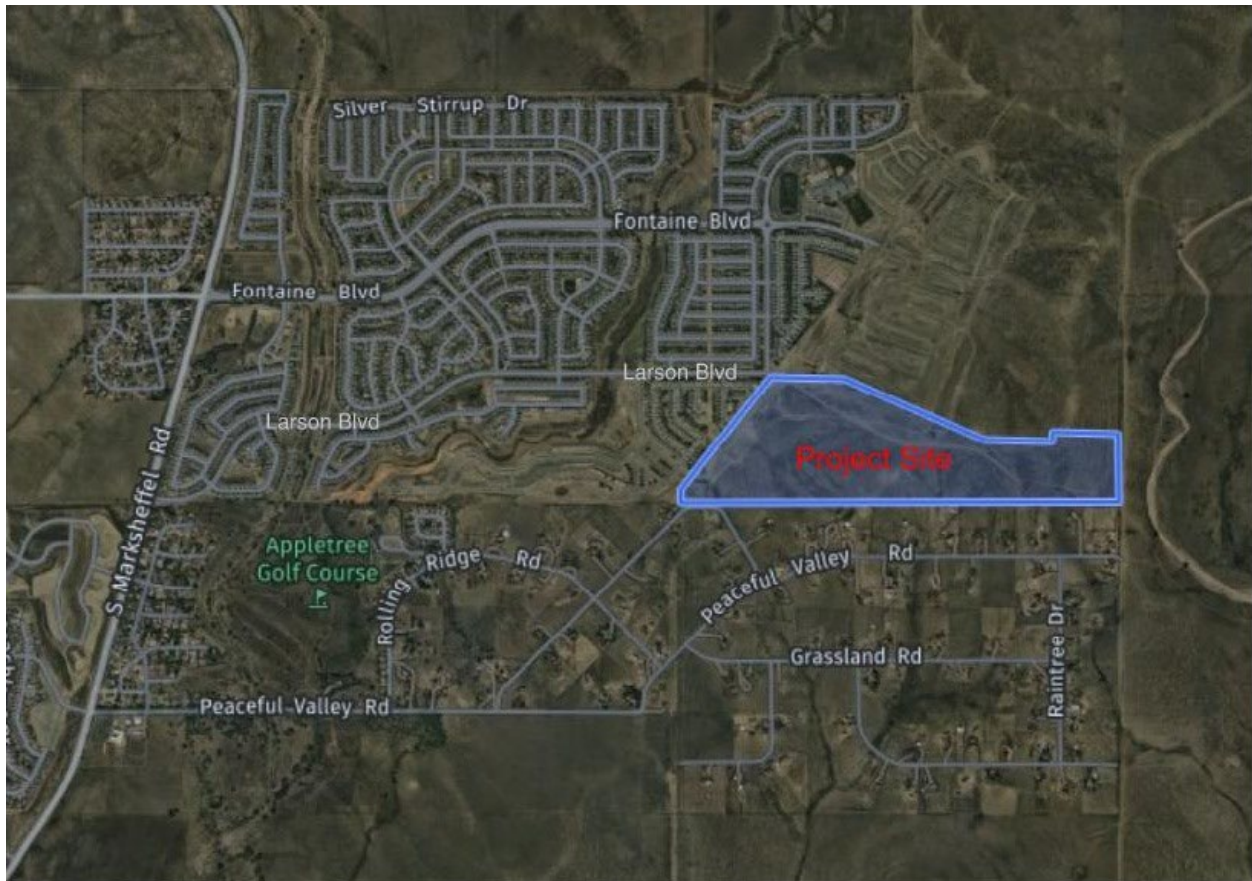 Silver Stirrup Dr
Fontaine Blvd
Fontaine Blvd
Larson Blvd
Larson Blvd
Project Site
S Marksheffel Rd
Appletree
Golf Course
Rolling Ridge Rd
Peaceful Valley Rd
Grassland Rd
Raintree Dr
Peaceful Valley Rd